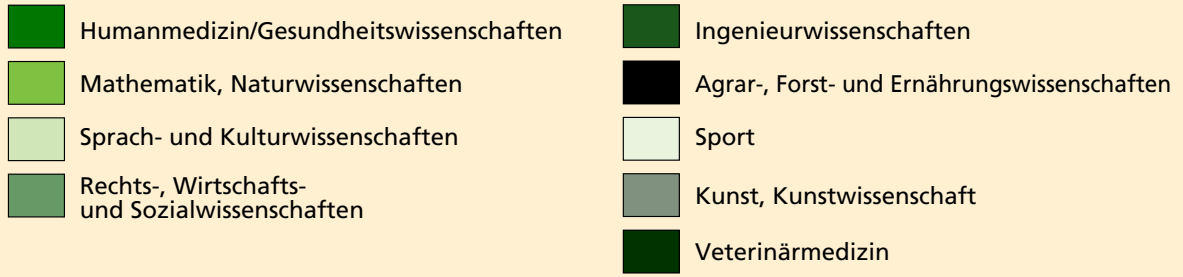 Humanmedizin/Gesundheitswissenschaften
Mathematik, Naturwissenschaften
Sprach- und Kulturwissenschaften
Rechts-, Wirtschafts-
und Sozialwissenschaften
Ingenieurwissenschaften
Agrar-, Forst- und Ernährungswissenschaften
Sport
Kunst, Kunstwissenschaft
Veterinärmedizin